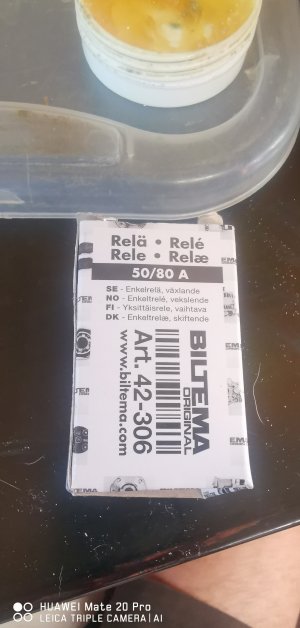 Relä • Relé
Rele • Relæ
50/80 A
SE - Enkelrelä, växlande
NO - Enkeltrelé, vekslende
FI - Yksittäisrele, vaihtava
DK - Enkeltrelæ, skiftende
BILTEMA
ORIGINAL
Art. 42-306
www.biltema.com
HUAWEI Mate 20 Pro
LEICA TRIPLE CAMERA | AI